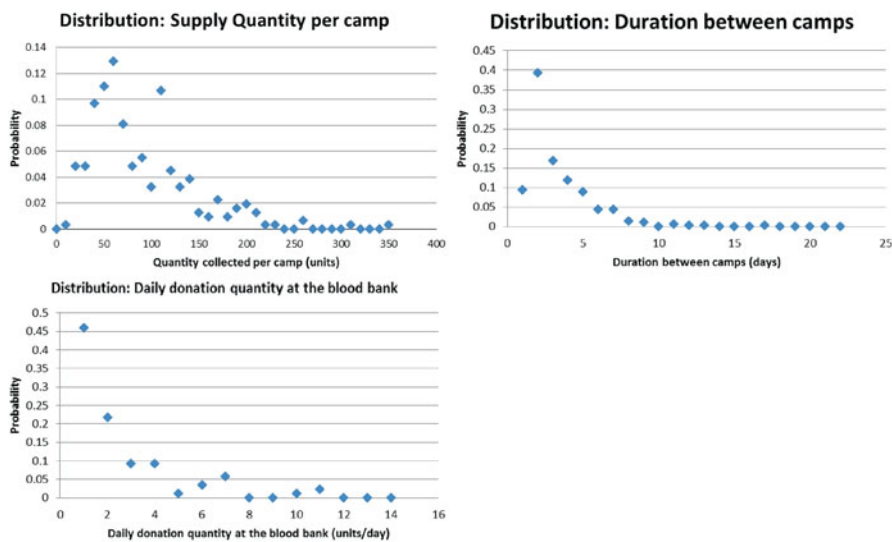 Distribution: Supply Quantity per camp
0.14
0.12
0.1
0.08
0.06
0.04
0.02
0
Probability
0 50 100 150 200 250 300 350 400
Quantity collected per camp (units)
Distribution: Duration between camps
0.45
0.4
0.35
0.3
0.25
0.2
0.15
0.1
0.05
0
Probability
0 5 10 15 20 25
Duration between camps (days)
Distribution: Daily donation quantity at the blood bank
0.5
0.45
0.4
0.35
0.3
0.25
0.2
0.15
0.1
0.05
0
Probability
0 2 4 6 8 10 12 14 16
Daily donation quantity at the blood bank (units/day)